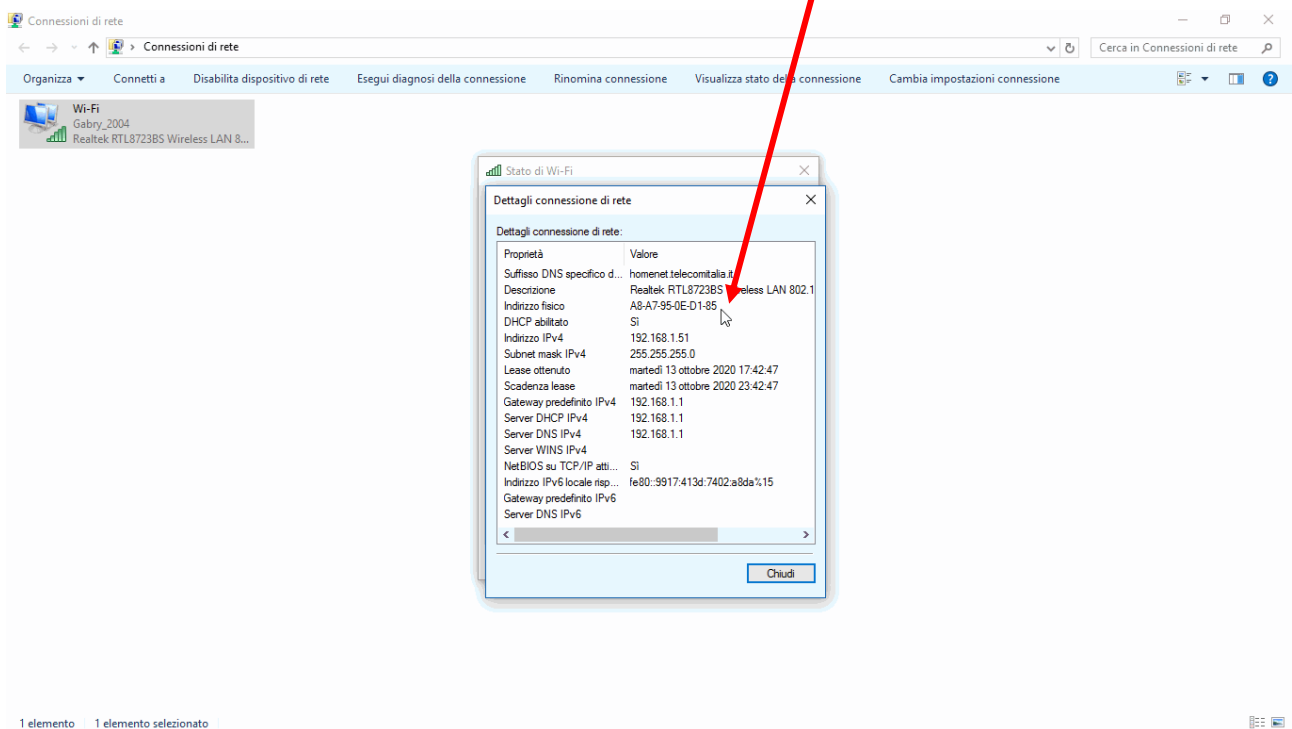 Connessioni di rete
Connessioni di rete
Cerca in Connessioni di rete
Organizza Connetti a Disabilita dispositivo di rete Esegui diagnosi della connessione Rinomina connessione Visualizza stato della connessione Cambia impostazioni connessione
Wi-Fi
Gabry_2004
Realtek RTL8723BS Wireless LAN 8...
Stato di Wi-Fi
Dettagli connessione di rete
Dettagli connessione di rete:
Proprietà Valore
Suffisso DNS specifico d... homenet.telecomitalia.it
Descrizione Realtek RTL8723BS Wireless LAN 802.1
Indirizzo fisico A8-A7-95-0E-D1-85
DHCP abilitato Sì
Indirizzo IPv4 192.168.1.51
Subnet mask IPv4 255.255.255.0
Lease ottenuto martedì 13 ottobre 2020 17:42:47
Scadenza lease martedì 13 ottobre 2020 23:42:47
Gateway predefinito IPv4 192.168.1.1
Server DHCP IPv4 192.168.1.1
Server DNS IPv4 192.168.1.1
Server WINS IPv4
NetBIOS su TCP/IP atti... Sì
Indirizzo IPv6 locale risp... fe80::9917:413d:7402:a8da%15
Gateway predefinito IPv6
Server DNS IPv6
Chiudi
1 elemento 1 elemento selezionato